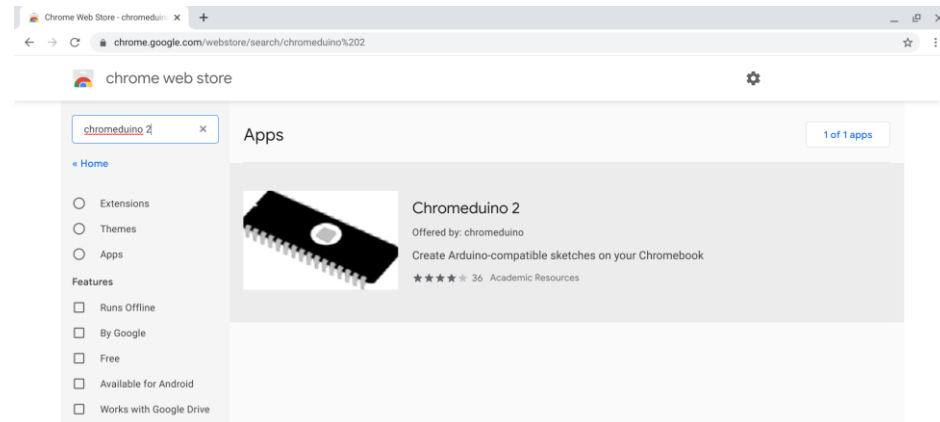 Chrome Web Store - chromeduin
chrome.google.com/webstore/search/chromeduino%202
chrome web store
chromeduino 2
« Home
Extensions
Themes
Apps
Features
Runs Offline
By Google
Free
Available for Android
Works with Google Drive
Apps
1 of 1 apps
Chromeduino 2
Offered by: chromeduino
Create Arduino-compatible sketches on your Chromebook
36 Academic Resources